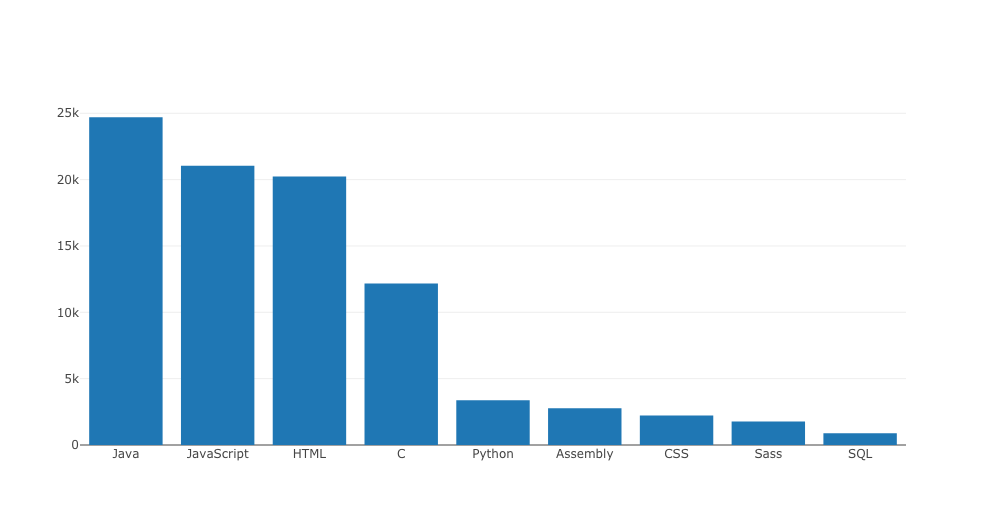 25k
20k
15k
10k
5k
0
Java JavaScript HTML C Python Assembly CSS Sass SQL